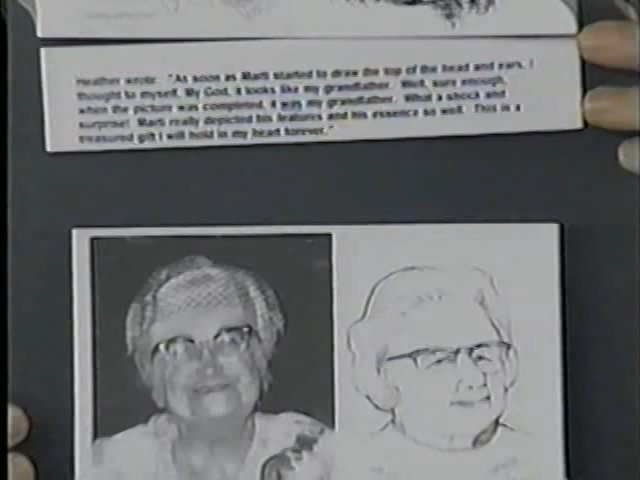 Heather wrote: "As soon as Marti started to draw the top of the head and ears, I
thought to myself, My God, it looks like my grandfather. Well, sure enough,
when the picture was completed, it was my grandfather. What a shock and
surprise! Marti really depicted his features and his essence so well. This is a
treasured gift I will hold in my heart forever."